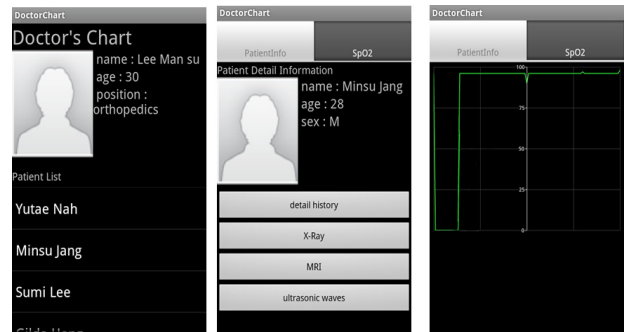 DoctorChart
Doctor's Chart
name : Lee Man su
age : 30
position :
orthopedics
Patient List
Yutae Nah
Minsu Jang
Sumi Lee
DoctorChart
PatientInfo
SpO2
Patient Detail Information
name : Minsu Jang
age : 28
sex : M
detail history
X-Ray
MRI
ultrasonic waves
DoctorChart
PatientInfo
SpO2
100
75
50
25
0